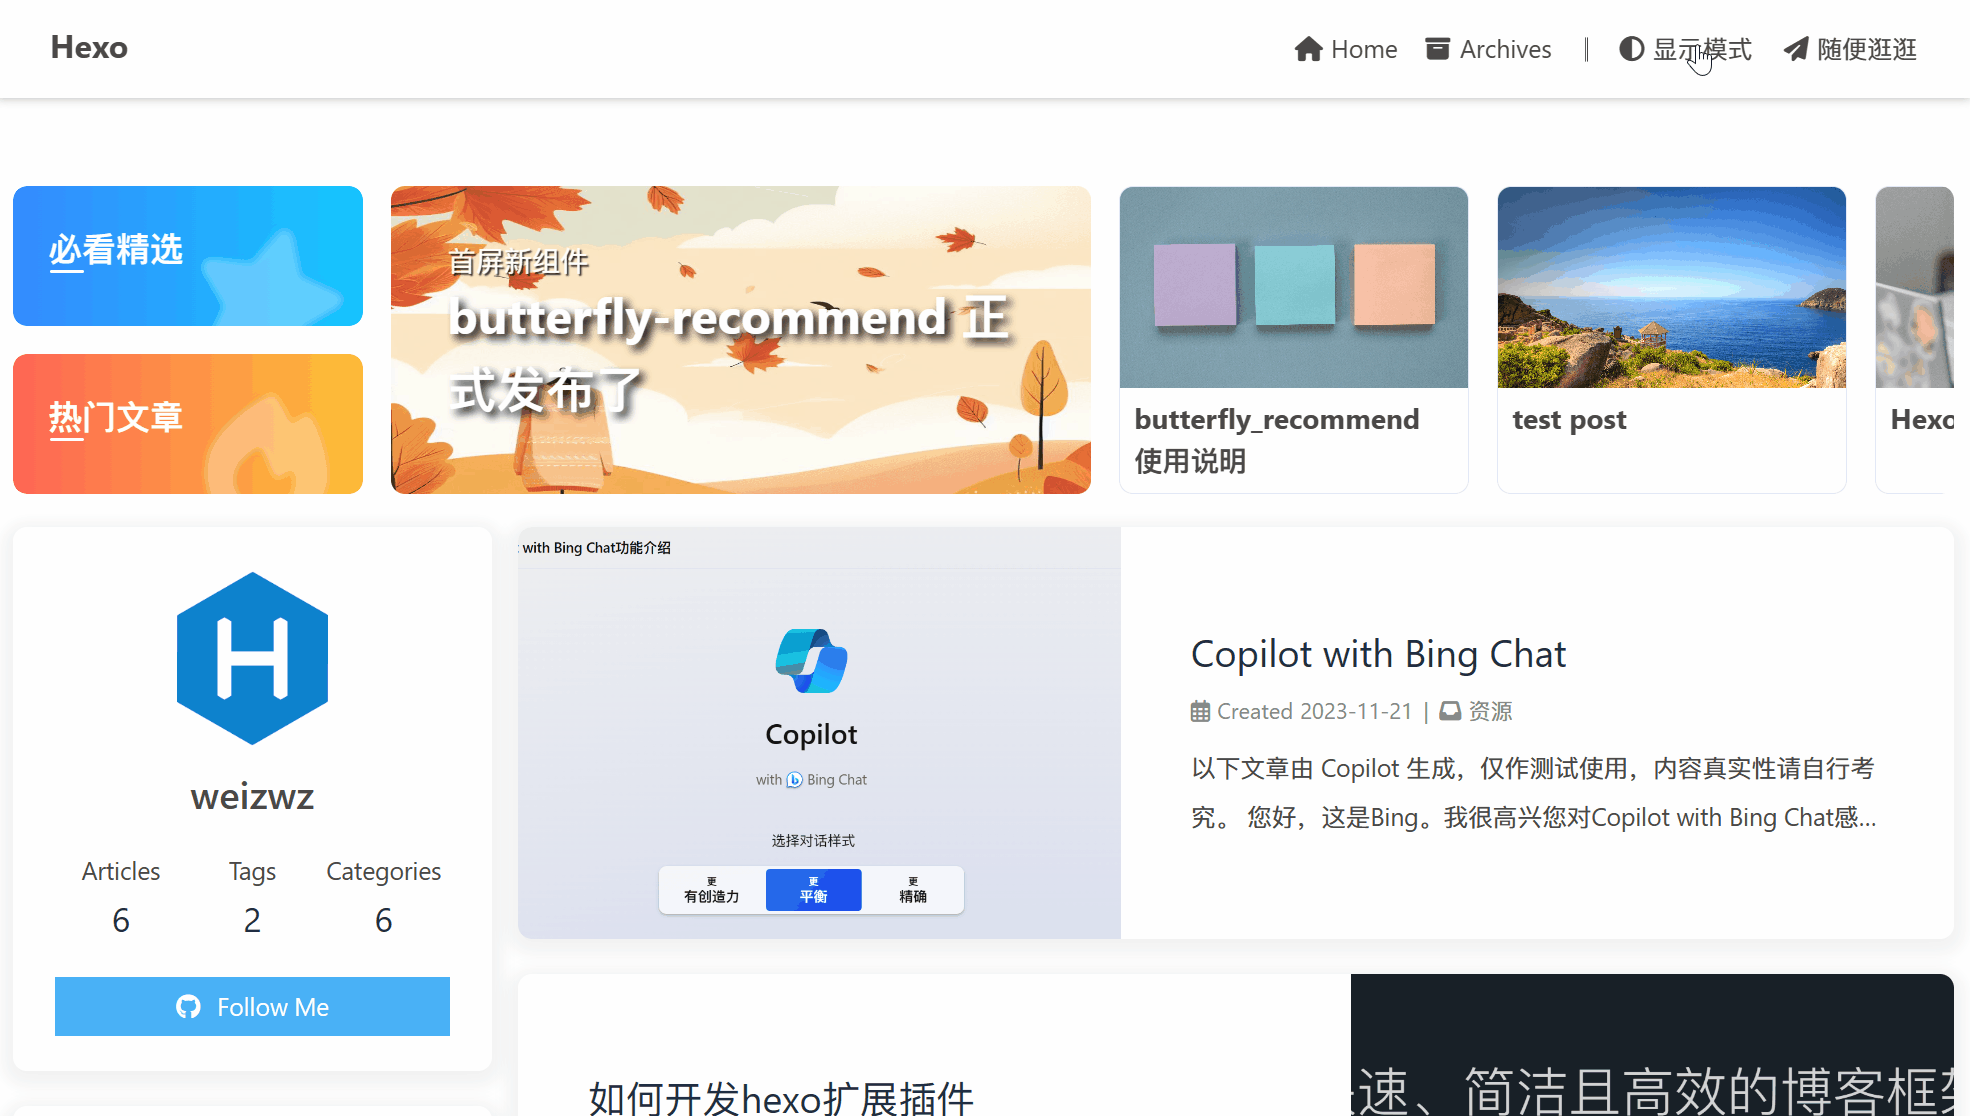 Hexo
Home
Archives
显示模式
随便逛逛
必看精选
热门文章
首屏新组件
butterfly-recommend 正
式发布了
butterfly_recommend
使用说明
test post
Hexo
with Bing Chat功能介绍
Copilot
with Bing Chat
选择对话样式
更
有创造力
更
平衡
更
精确
Copilot with Bing Chat
Created 2023-11-21 | 资源
以下文章由 Copilot 生成，仅作测试使用，内容真实性请自行考
究。 您好，这是Bing。我很高兴您对Copilot with Bing Chat感...
weizwz
Articles
Tags
Categories
6
2
6
Follow Me
如何开发hexo扩展插件
速、简洁且高效的博客框